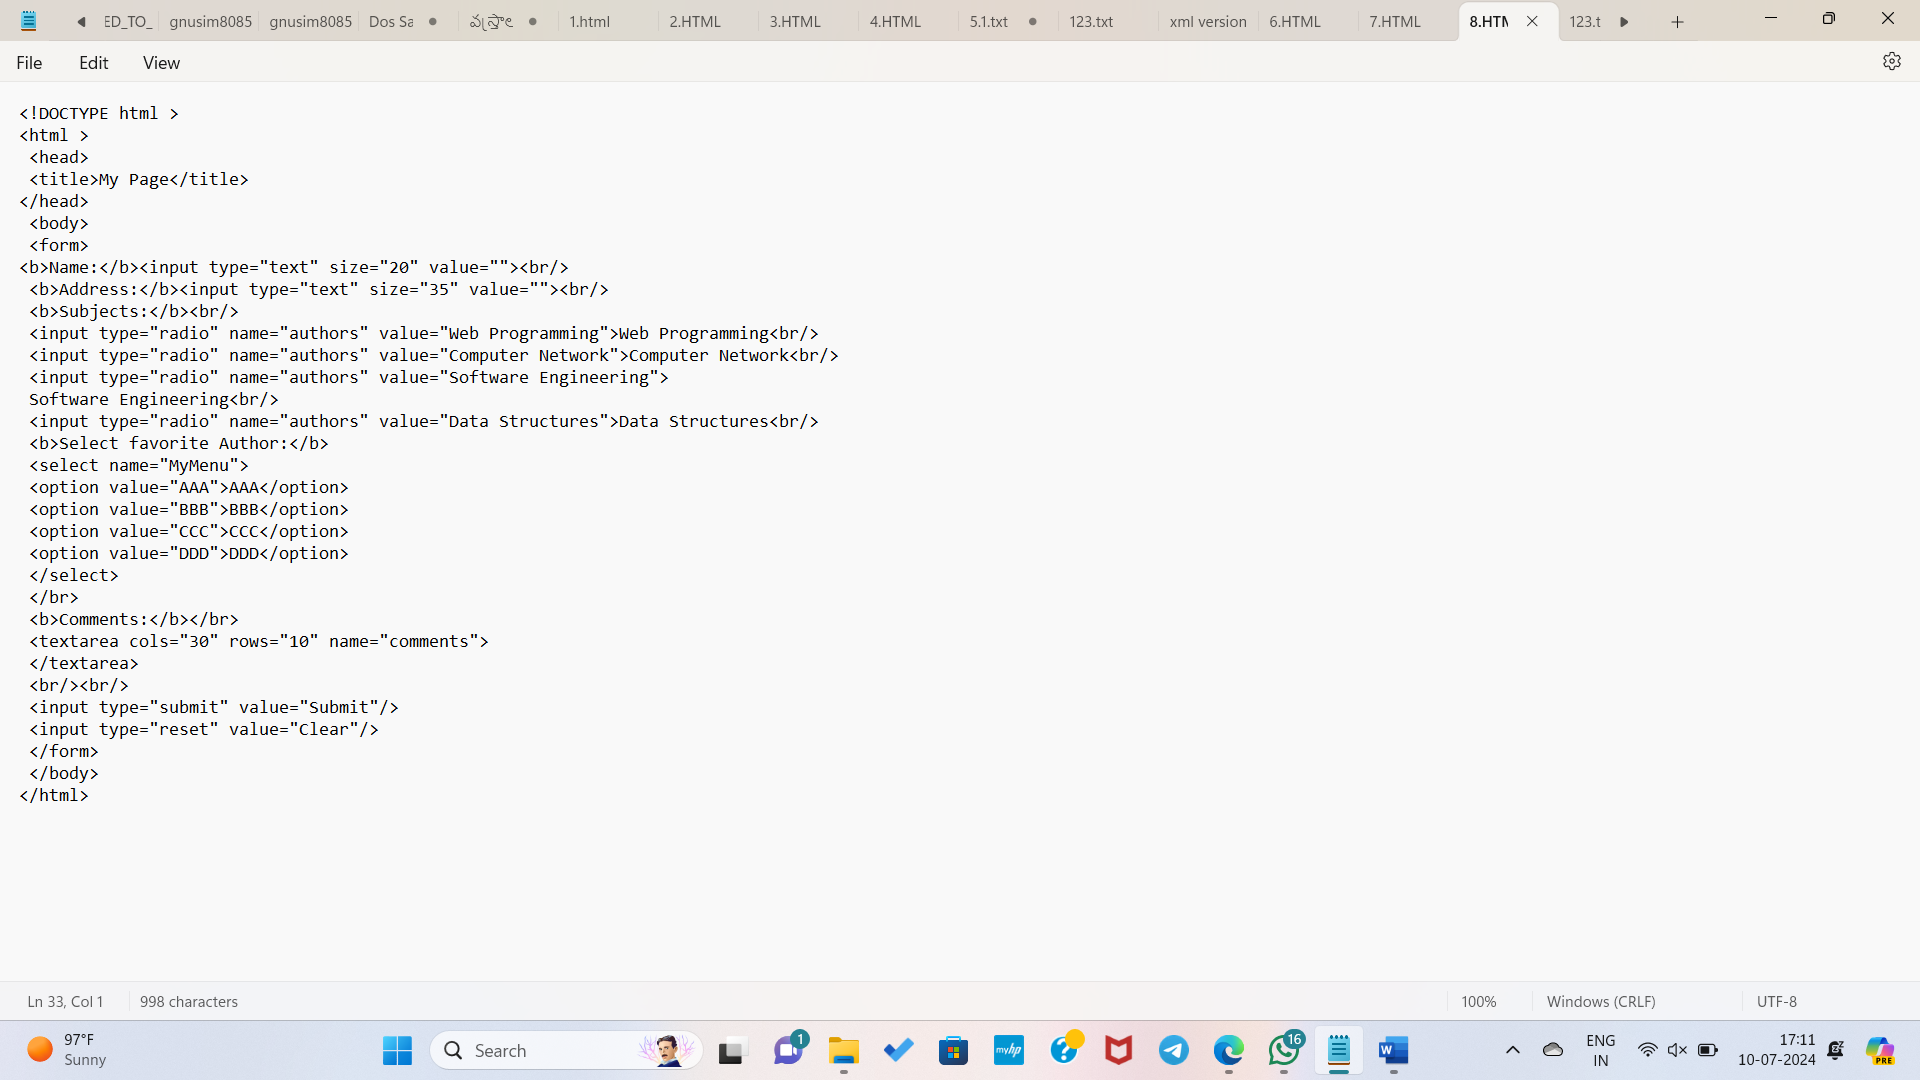 ED_TO_ gnusim8085 gnusim8085 Dos Sa 1.html 2.HTML 3.HTML 4.HTML 5.1.txt 123.txt xml version 6.HTML 7.HTML 8.HTM 123.t
File Edit View
<!DOCTYPE html >
<html >
<head>
<title>My Page</title>
</head>
<body>
<form>
<b>Name:</b><input type="text" size="20" value=""><br/>
<b>Address:</b><input type="text" size="35" value=""><br/>
<b>Subjects:</b><br/>
<input type="radio" name="authors" value="Web Programming">Web Programming<br/>
<input type="radio" name="authors" value="Computer Network">Computer Network<br/>
<input type="radio" name="authors" value="Software Engineering">
Software Engineering<br/>
<input type="radio" name="authors" value="Data Structures">Data Structures<br/>
<b>Select favorite Author:</b>
<select name="MyMenu">
<option value="AAA">AAA</option>
<option value="BBB">BBB</option>
<option value="CCC">CCC</option>
<option value="DDD">DDD</option>
</select>
</br>
<b>Comments:</b></br>
<textarea cols="30" rows="10" name="comments">
</textarea>
<br/><br/>
<input type="submit" value="Submit"/>
<input type="reset" value="Clear"/>
</form>
</body>
</html>
Ln 33, Col 1 998 characters 100% Windows (CRLF) UTF-8
97°F
Sunny
Search
1
myhp
16
W
ENG
IN
17:11
10-07-2024
PRE